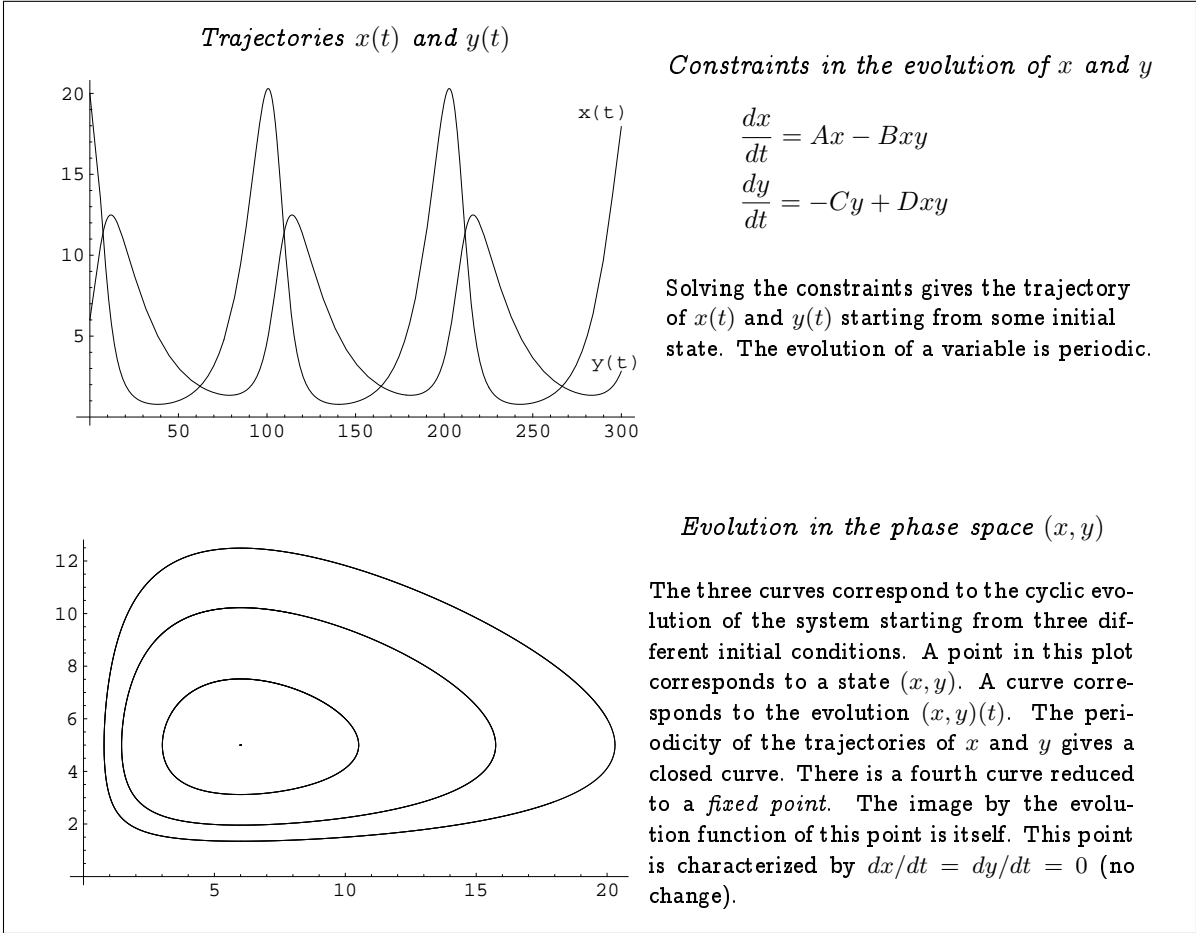 Trajectories x(t) and y(t)
20
15
10
5
x(t)
y(t)
50 100 150 200 250 300
Constraints in the evolution of x and y
dx/dt = Ax − Bxy
dy/dt = −Cy + Dxy
Solving the constraints gives the trajectory
of x(t) and y(t) starting from some initial
state. The evolution of a variable is periodic.
12
10
8
6
4
2
5 10 15 20
Evolution in the phase space (x, y)
The three curves correspond to the cyclic evo-
lution of the system starting from three dif-
ferent initial conditions. A point in this plot
corresponds to a state (x, y). A curve corre-
sponds to the evolution (x, y)(t). The peri-
odicity of the trajectories of x and y gives a
closed curve. There is a fourth curve reduced
to a fixed point. The image by the evolu-
tion function of this point is itself. This point
is characterized by dx/dt = dy/dt = 0 (no
change).